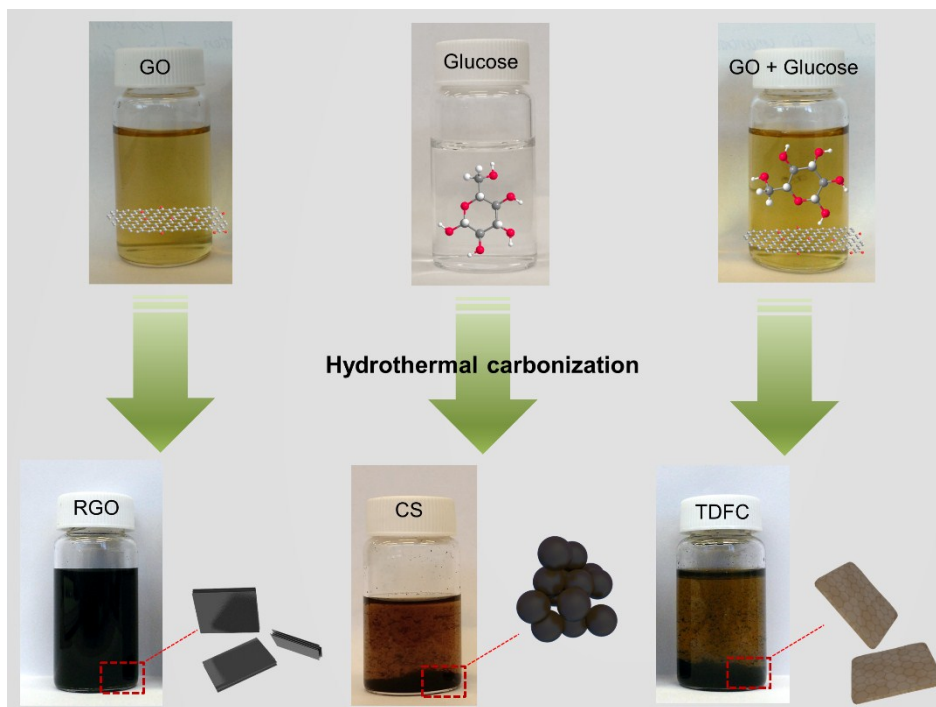 GO
Glucose
GO + Glucose
Hydrothermal carbonization
RGO
CS
TDFC